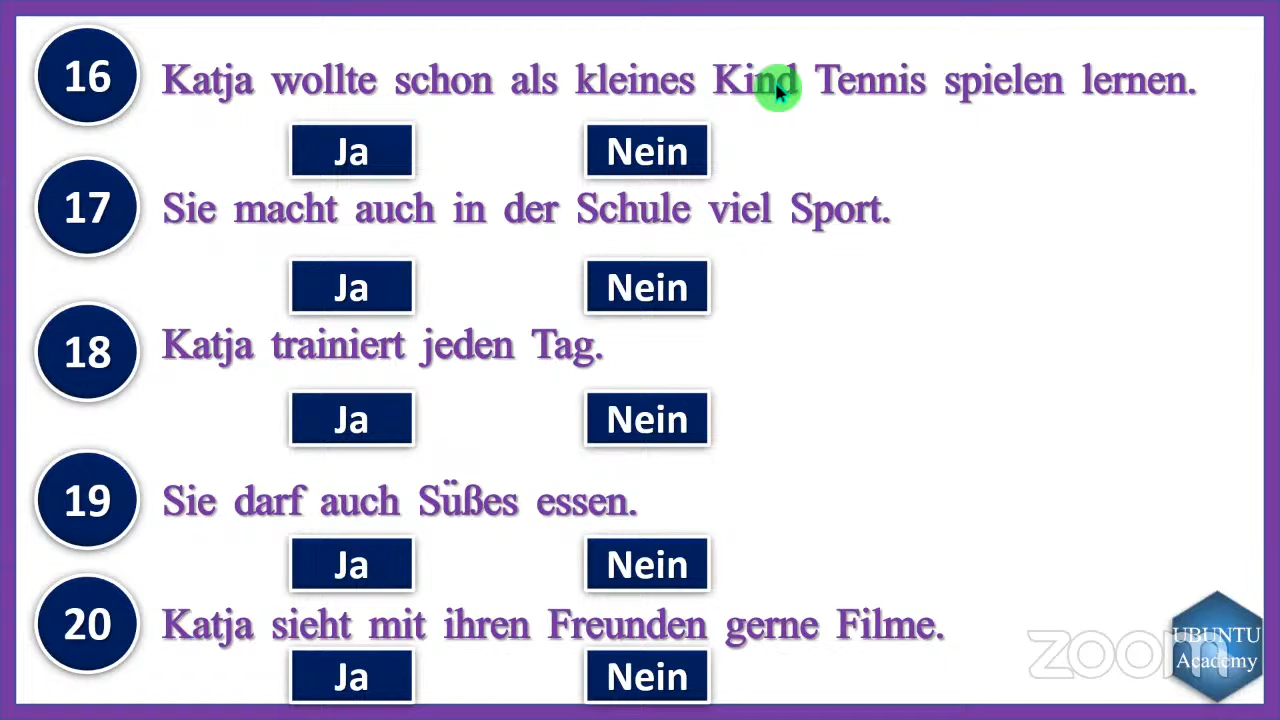 16 Katja wollte schon als kleines Kind Tennis spielen lernen.
Ja Nein
17 Sie macht auch in der Schule viel Sport.
Ja Nein
18 Katja trainiert jeden Tag.
Ja Nein
19 Sie darf auch Süßes essen.
Ja Nein
20 Katja sieht mit ihren Freunden gerne Filme.
Ja Nein
zoom
UBUNTU
Academy